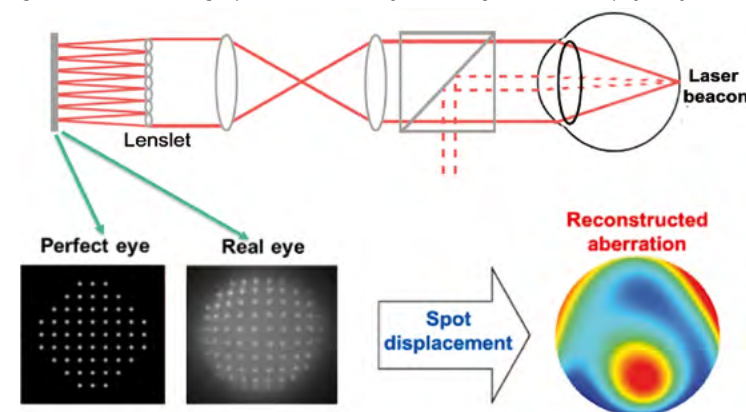 Laser
beacon
Lenslet
Perfect eye
Real eye
Reconstructed
aberration
Spot
displacement